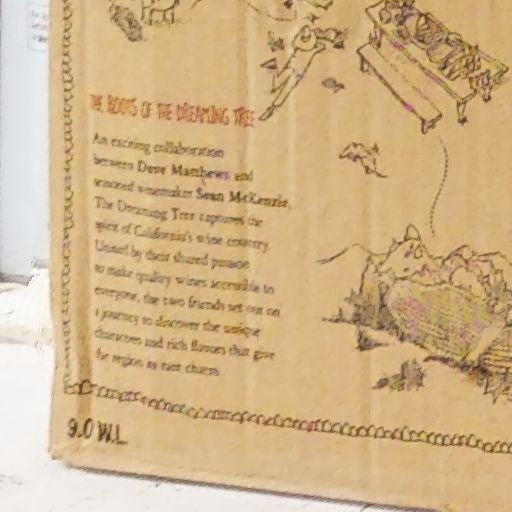 THE ROOTS OF THE DREAMING TREE
An exciting collaboration
between Dave Matthews and
seasoned winemaker Sean McKenzie,
The Dreaming Tree captures the
spirit of California's wine country.
United by their shared passion
to make quality wines accessible to
everyone, the two friends set out on
a journey to discover the unique
characters and rich flavors that give
the region its rare charm.
9.0 W.L.